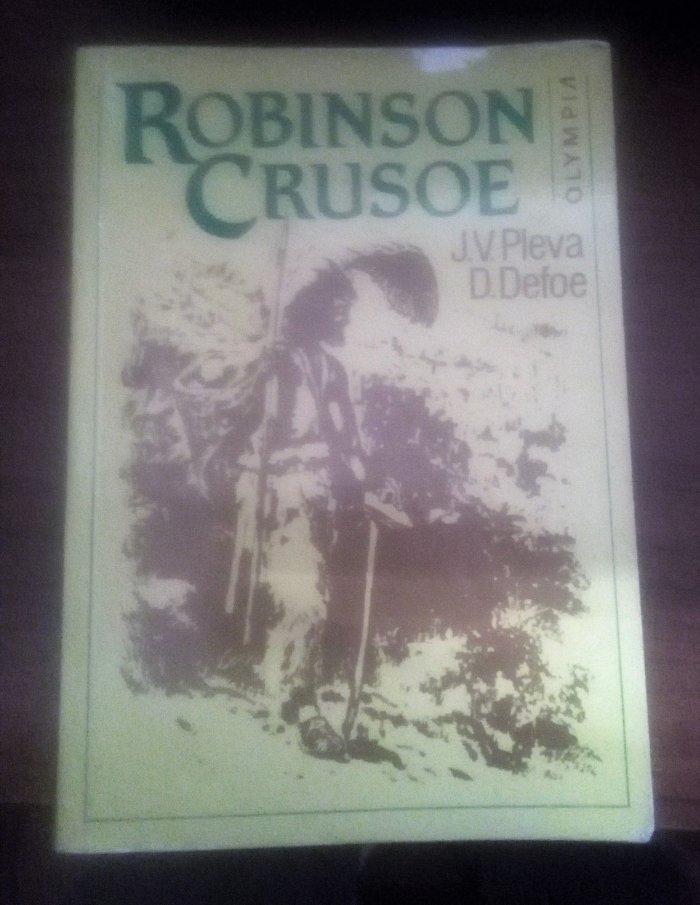 ROBINSON
CRUSOE
OLYMPIA
J.V. Pleva
D. Defoe